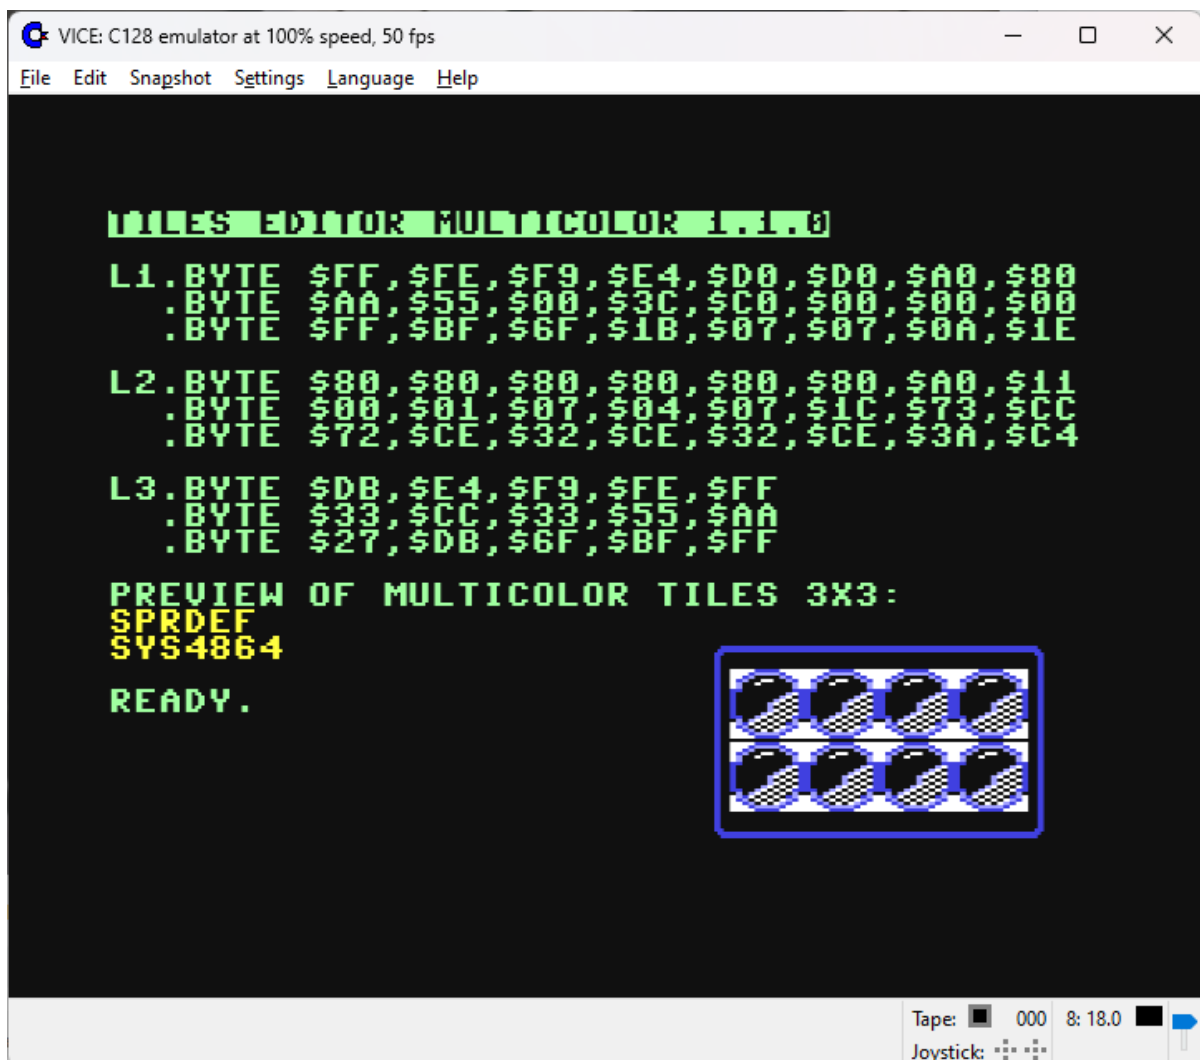 VICE: C128 emulator at 100% speed, 50 fps
File Edit Snapshot Settings Language Help
TILES EDITOR MULTICOLOR 1.1.0
L1.BYTE $FF,$FE,$F9,$E4,$D0,$D0,$A0,$80
.BYTE $AA,$55,$00,$3C,$C0,$00,$00,$00
.BYTE $FF,$BF,$6F,$1B,$07,$07,$0A,$1E
L2.BYTE $80,$80,$80,$80,$80,$80,$A0,$11
.BYTE $00,$01,$07,$04,$07,$1C,$73,$CC
.BYTE $72,$CE,$32,$CE,$32,$CE,$3A,$C4
L3.BYTE $DB,$E4,$F9,$FE,$FF
.BYTE $33,$CC,$33,$55,$AA
.BYTE $27,$DB,$6F,$BF,$FF
PREVIEW OF MULTICOLOR TILES 3X3:
SPRDEF
SYS4864
READY.
Tape: 000 8: 18.0
Joystick: